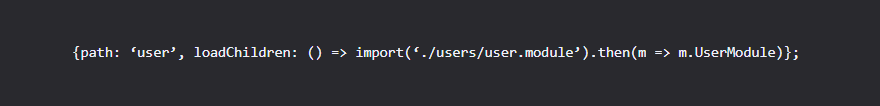 {path: ‘user’, loadChildren: () => import(‘./users/user.module’).then(m => m.UserModule)};